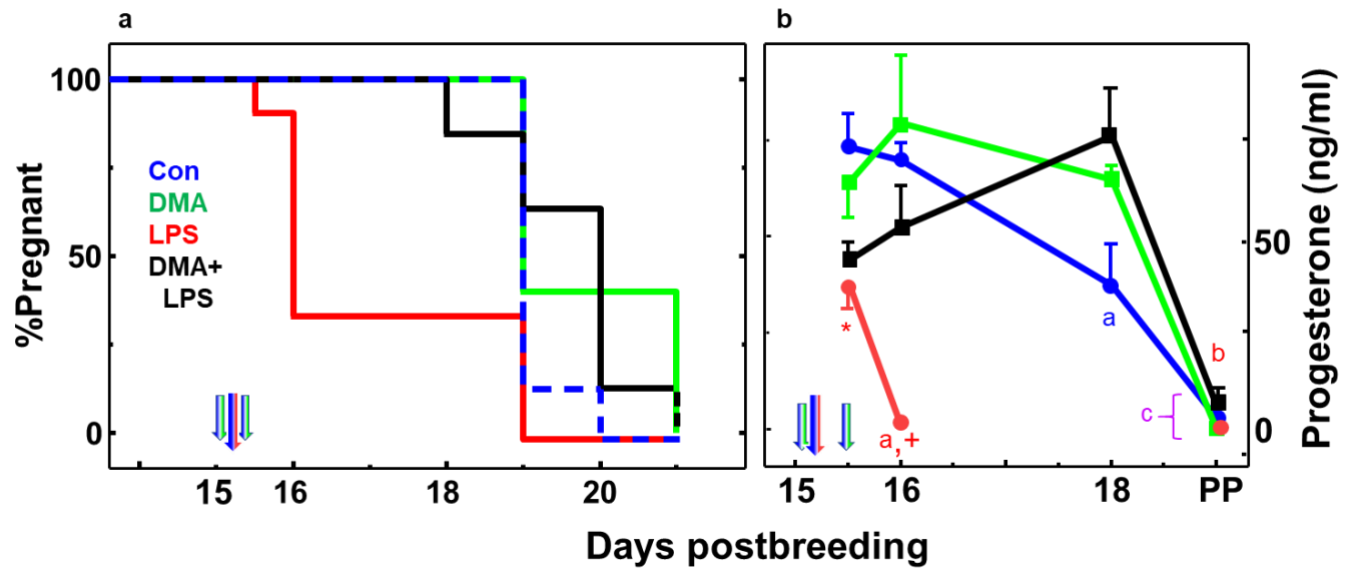 a
b
100
50
0
%Pregnant
Con
DMA
LPS
DMA+
LPS
15
16
18
20
*
a,+
a
b
c
50
0
Progesterone (ng/ml)
15
16
18
PP
Days postbreeding